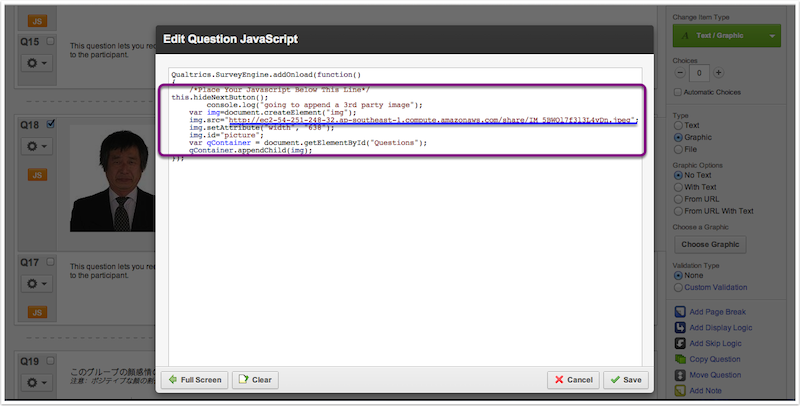 Edit Question JavaScript
Qualtrics.SurveyEngine.addOnload(function()
{
/*Place Your Javascript Below This Line*/
this.hideNextButton();
console.log("going to append a 3rd party image");
var img=document.createElement("img");
img.src="http://ec2-54-251-248-32.ap-southeast-1.compute.amazonaws.com/share/IM_5BWO17f3l3L4vDn.jpeg";
img.setAttribute("width", "638");
img.id="picture";
var qContainer = document.getElementById("Questions");
qContainer.appendChild(img);
});
Full Screen
Clear
Cancel
Save
JS
Q15
This question lets you
to the participant.
Q18
JS
Q17
This question lets you
to the participant.
JS
Q19
このグループの顔感情
注意：ポジティブな顔の
Change Item Type
Text / Graphic
Choices
0
Automatic Choices
Type
Text
Graphic
File
Graphic Options
No Text
With Text
From URL
From URL With Text
Choose a Graphic
Choose Graphic
Validation Type
None
Custom Validation
Add Page Break
Add Display Logic
Add Skip Logic
Copy Question
Move Question
Add Note